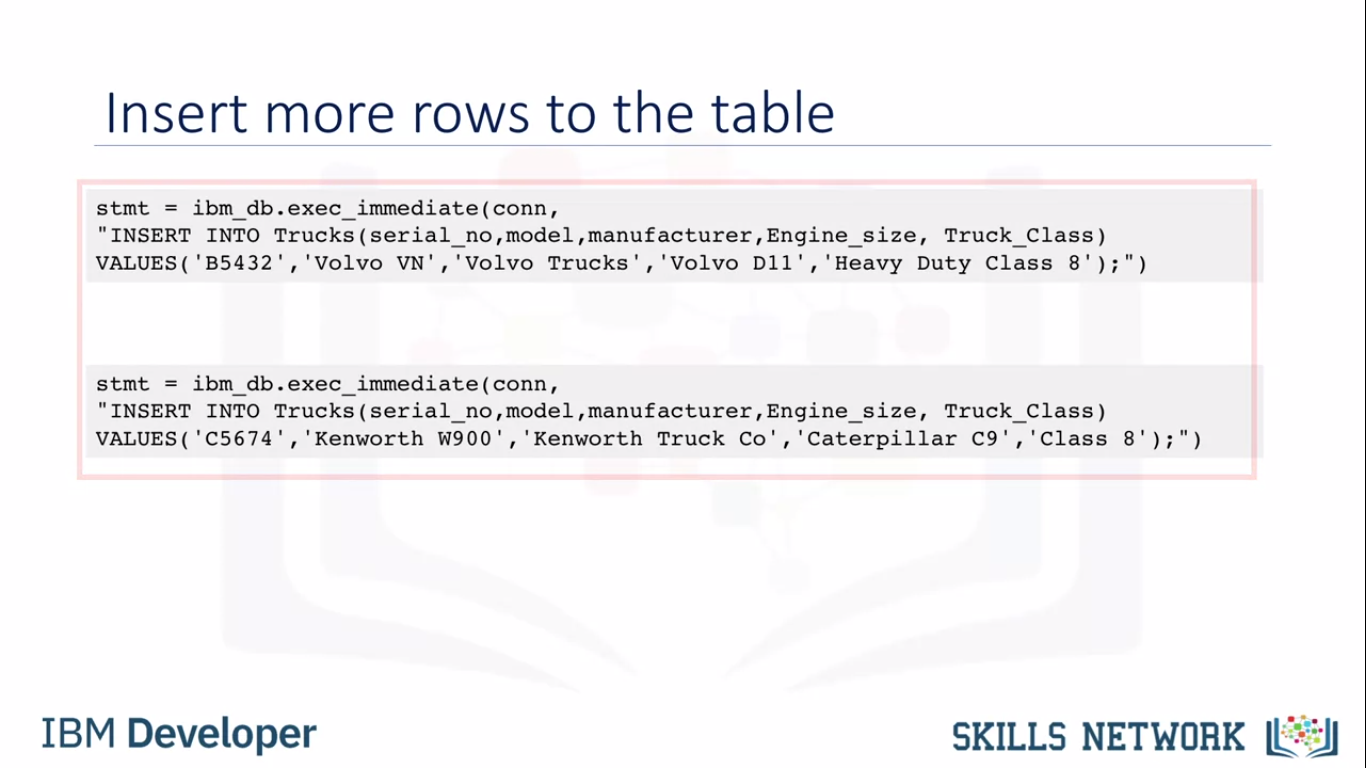 Insert more rows to the table
stmt = ibm_db.exec_immediate(conn,
"INSERT INTO Trucks(serial_no,model,manufacturer,Engine_size, Truck_Class)
VALUES('B5432','Volvo VN','Volvo Trucks','Volvo D11','Heavy Duty Class 8');")
stmt = ibm_db.exec_immediate(conn,
"INSERT INTO Trucks(serial_no,model,manufacturer,Engine_size, Truck_Class)
VALUES('C5674','Kenworth W900','Kenworth Truck Co','Caterpillar C9','Class 8');")
IBM Developer
SKILLS NETWORK